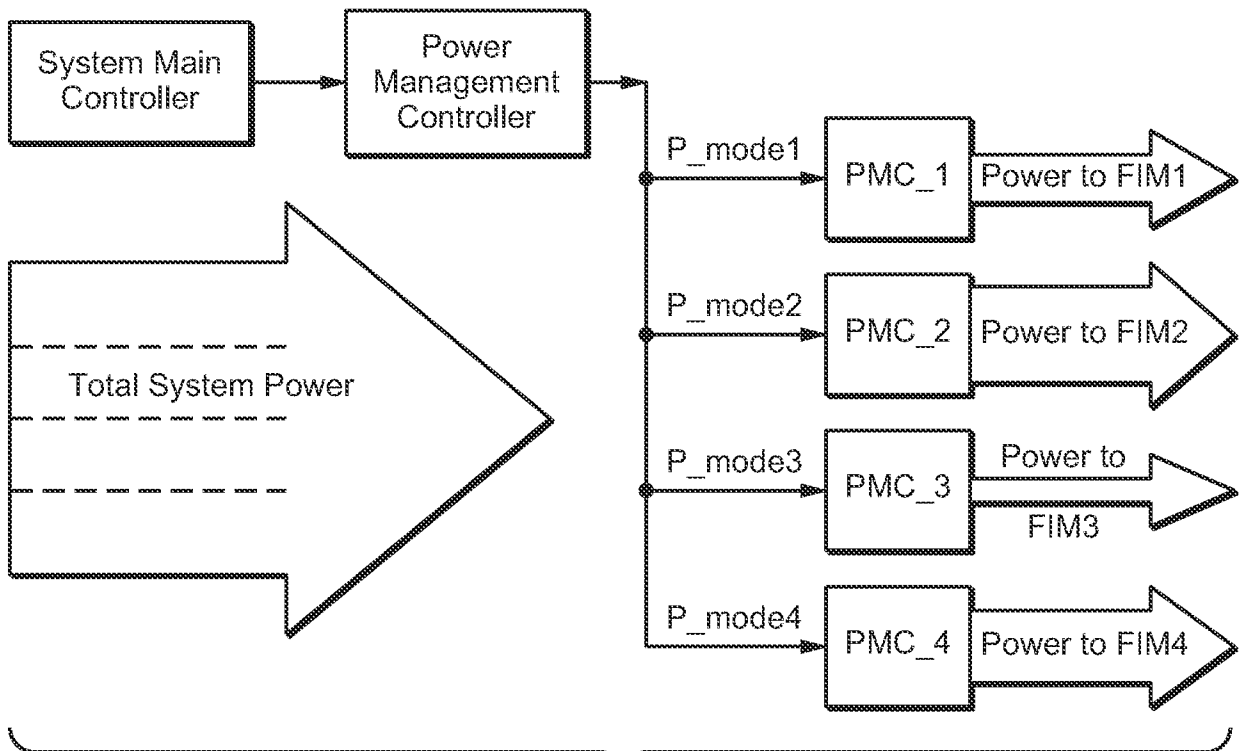 System Main
Controller
Power
Management
Controller
P_mode1
PMC_1
Power to FIM1
Total System Power
P_mode2
PMC_2
Power to FIM2
P_mode3
PMC_3
Power to
FIM3
P_mode4
PMC_4
Power to FIM4